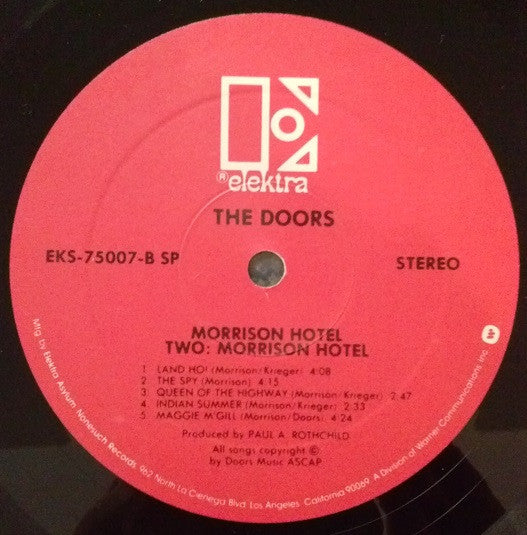 ® elektra
THE DOORS
EKS-75007-B SP
STEREO
MORRISON HOTEL
TWO: MORRISON HOTEL
1 LAND HO! (Morrison/Krieger) 4:08
2 THE SPY (Morrison) 4:15
3 QUEEN OF THE HIGHWAY (Morrison/Krieger) 2:47
4 INDIAN SUMMER (Morrison/Krieger) 2:33
5 MAGGIE M'GILL (Morrison/Doors) 4:24
Produced by PAUL A. ROTHCHILD
All songs copyright ©
by Doors Music ASCAP
Mfg by Elektra/Asylum/Nonesuch Records, 962 North La Cienega Blvd. Los Angeles, California 90069. A Division of Warner Communications Inc.